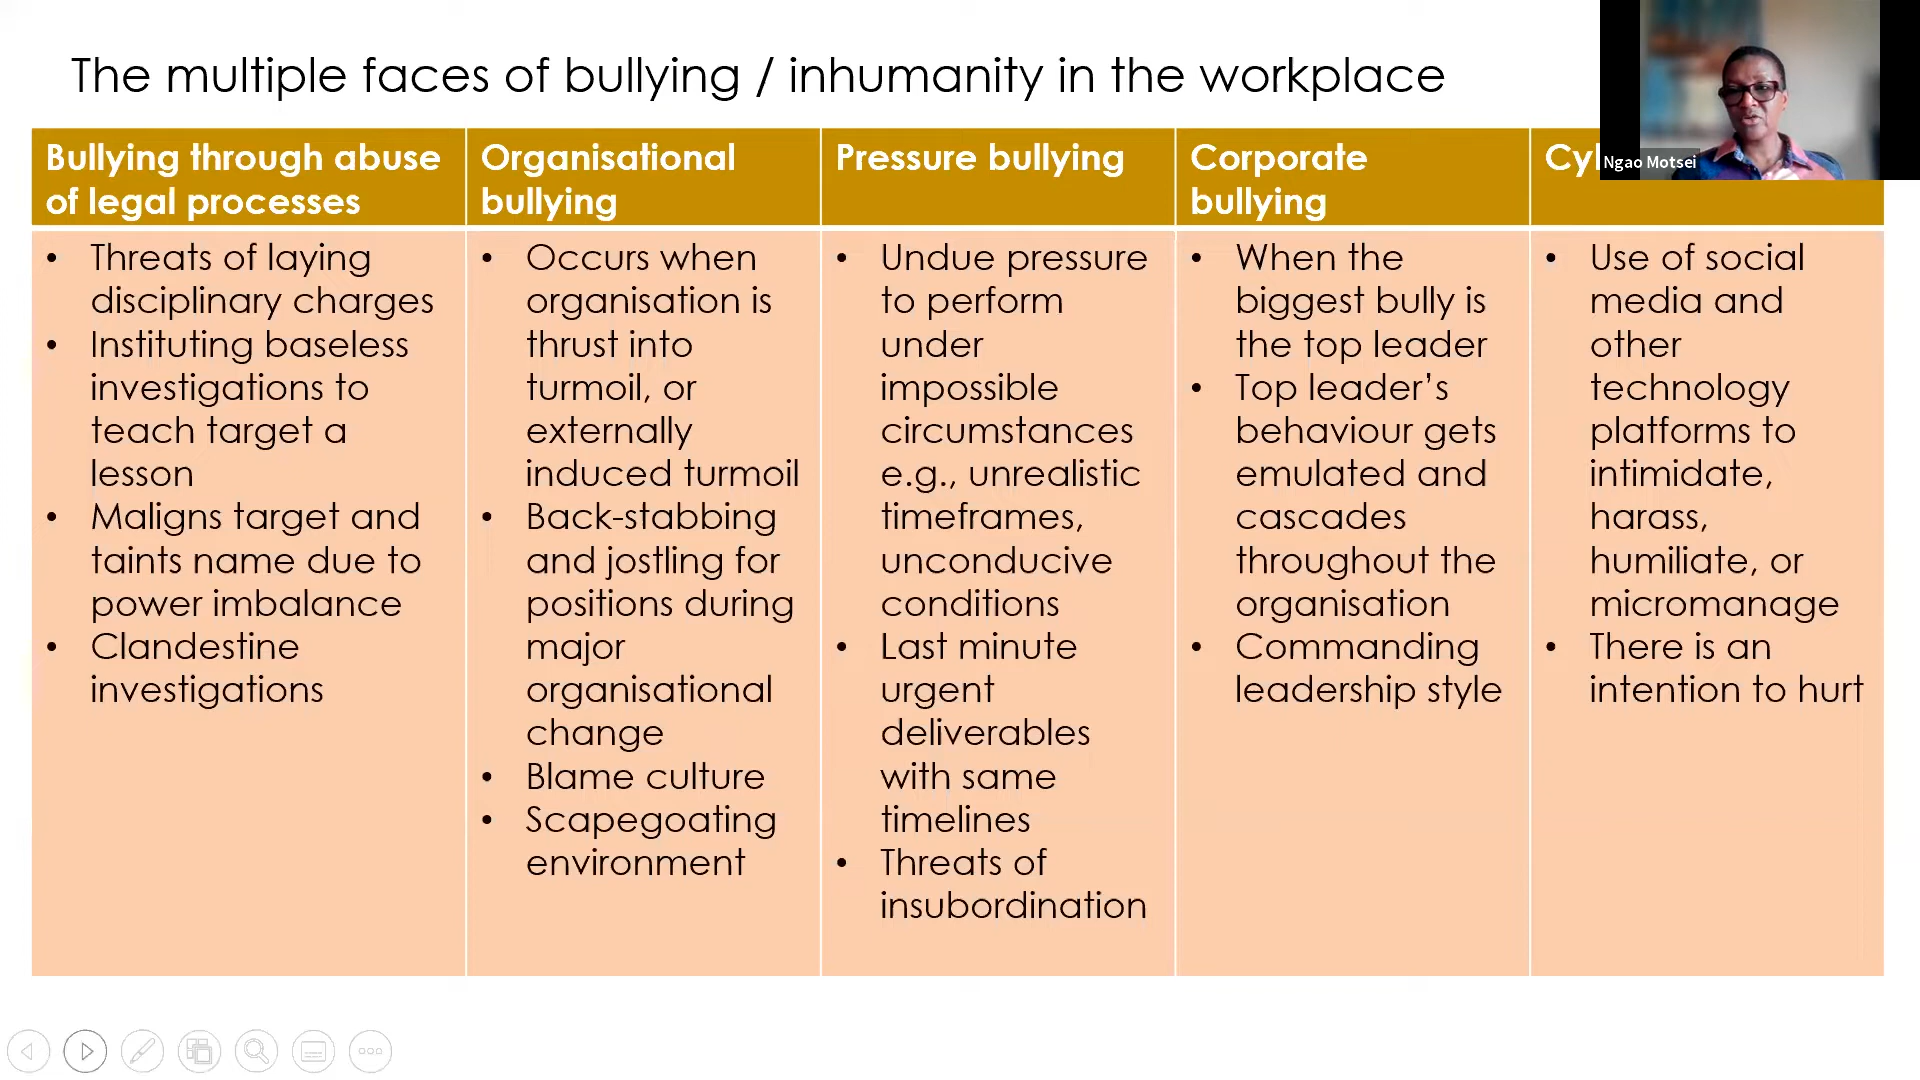 The multiple faces of bullying / inhumanity in the workplace
Ngao Motsei
Bullying through abuse
of legal processes
• Threats of laying
disciplinary charges
• Instituting baseless
investigations to
teach target a
lesson
• Maligns target and
taints name due to
power imbalance
• Clandestine
investigations
Organisational
bullying
• Occurs when
organisation is
thrust into
turmoil, or
externally
induced turmoil
• Back-stabbing
and jostling for
positions during
major
organisational
change
• Blame culture
• Scapegoating
environment
Pressure bullying
• Undue pressure
to perform
under
impossible
circumstances
e.g., unrealistic
timeframes,
unconducive
conditions
• Last minute
urgent
deliverables
with same
timelines
• Threats of
insubordination
Corporate
bullying
• When the
biggest bully is
the top leader
• Top leader’s
behaviour gets
emulated and
cascades
throughout the
organisation
• Commanding
leadership style
• Use of social
media and
other
technology
platforms to
intimidate,
harass,
humiliate, or
micromanage
• There is an
intention to hurt